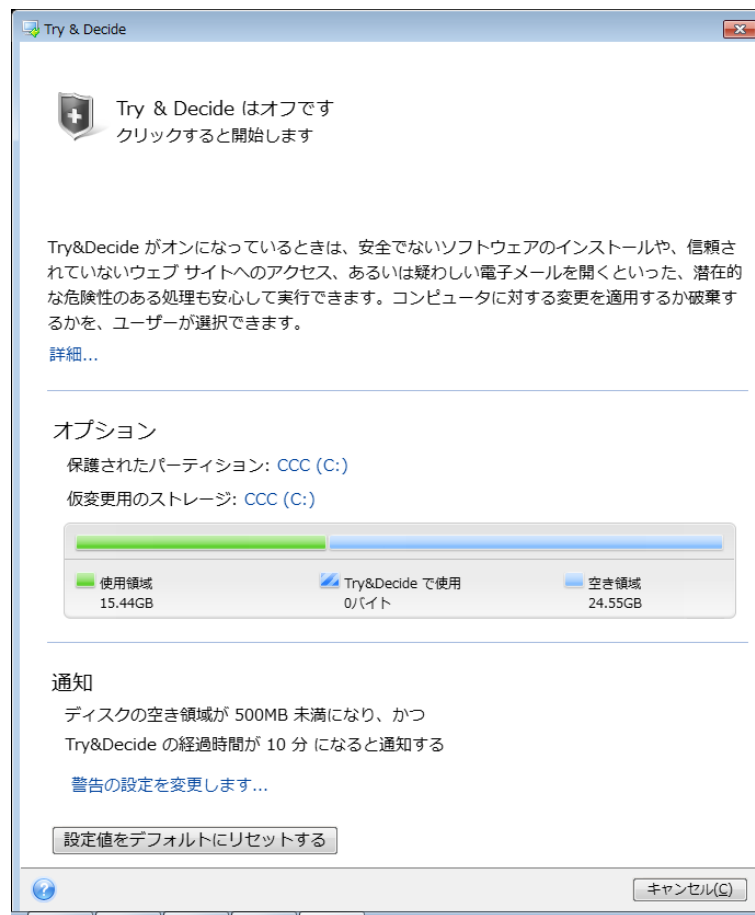 Try & Decide
Try & Decide はオフです
クリックすると開始します
Try&Decide がオンになっているときは、安全でないソフトウェアのインストールや、信頼さ
れていないウェブ サイトへのアクセス、あるいは疑わしい電子メールを開くといった、潜在的
な危険性のある処理も安心して実行できます。コンピュータに対する変更を適用するか破棄す
るかを、ユーザーが選択できます。
詳細...
オプション
保護されたパーティション: CCC (C:)
仮変更用のストレージ: CCC (C:)
使用領域
15.44GB
Try&Decide で使用
0バイト
空き領域
24.55GB
通知
ディスクの空き領域が 500MB 未満になり、かつ
Try&Decide の経過時間が 10 分 になると通知する
警告の設定を変更します...
設定値をデフォルトにリセットする
キャンセル(C)